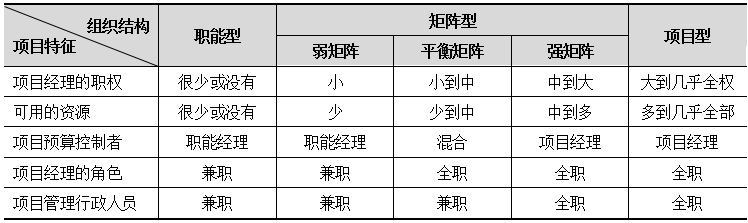 组织结构
项目特征
职能型
矩阵型
项目型
弱矩阵 平衡矩阵 强矩阵
项目经理的职权 很少或没有 小 小到中 中到大 大到几乎全权
可用的资源 很少或没有 少 少到中 中到多 多到几乎全部
项目预算控制者 职能经理 职能经理 混合 项目经理 项目经理
项目经理的角色 兼职 兼职 全职 全职 全职
项目管理行政人员 兼职 兼职 兼职 全职 全职